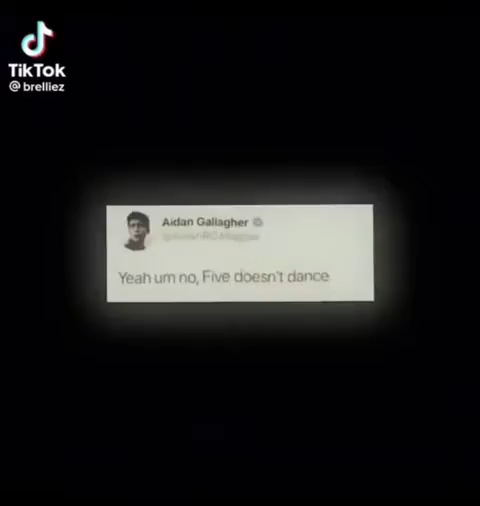 TikTok
@brelliez
Aidan Gallagher
Yeah um no, Five doesn't dance.